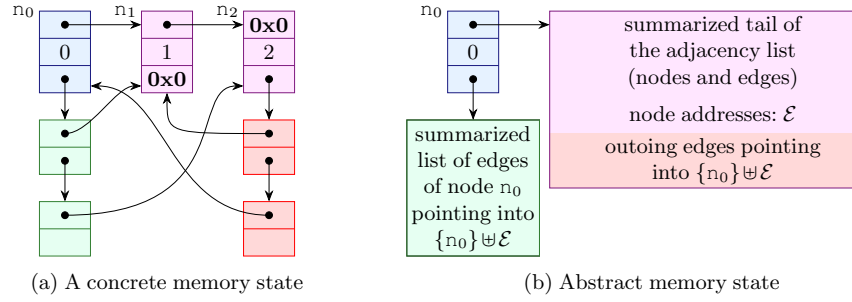 n₀ n₁ n₂
0x0
0 1 2
0x0
(a) A concrete memory state
n₀
0
summarized tail of
the adjacency list
(nodes and edges)
node addresses: ℰ
outoing edges pointing
into {n₀} ⊎ ℰ
summarized
list of edges
of node n₀
pointing into
{n₀} ⊎ ℰ
(b) Abstract memory state